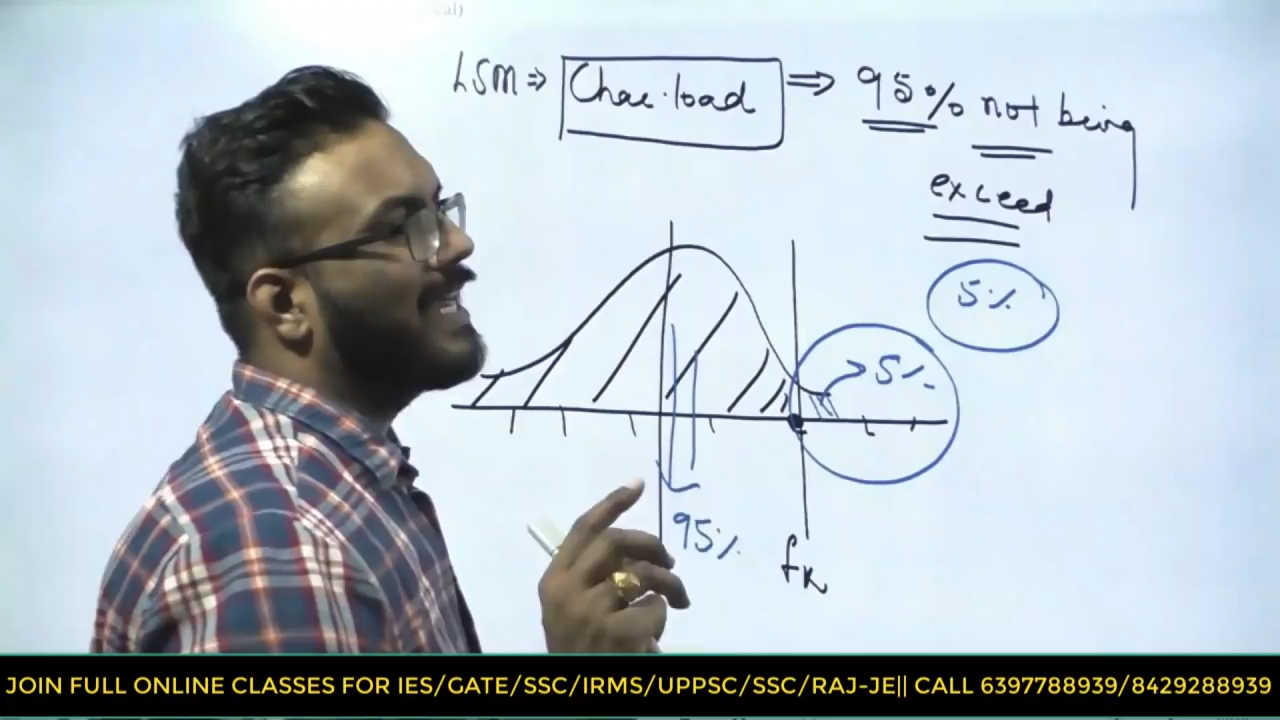 LSM ⇒ Chac. load ⇒ 95% not being
exceed
5%
5%
95%
fk
JOIN FULL ONLINE CLASSES FOR IES/GATE/SSC/IRMS/UPPSC/SSC/RAJ-JE|| CALL 6397788939/8429288939